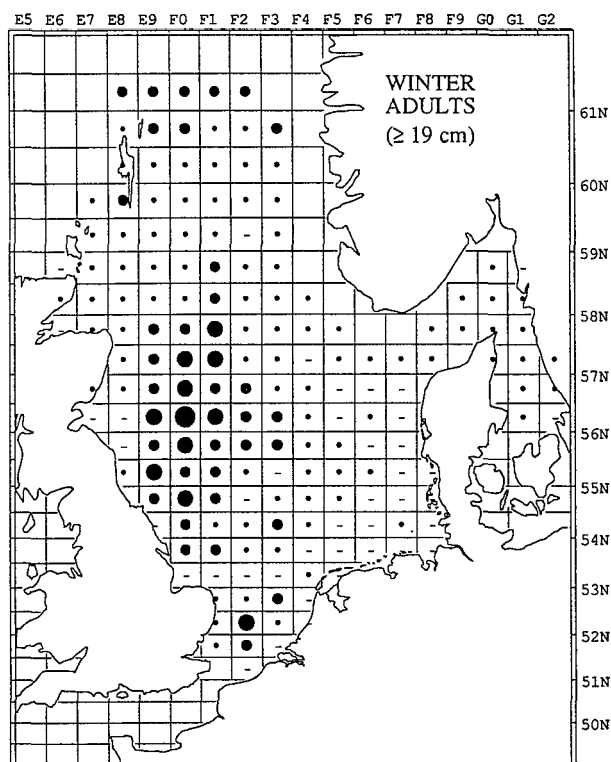 E5 E6 E7 E8 E9 F0 F1 F2 F3 F4 F5 F6 F7 F8 F9 G0 G1 G2
WINTER
ADULTS
(≥ 19 cm)
61N
60N
59N
58N
57N
56N
55N
54N
53N
52N
51N
50N